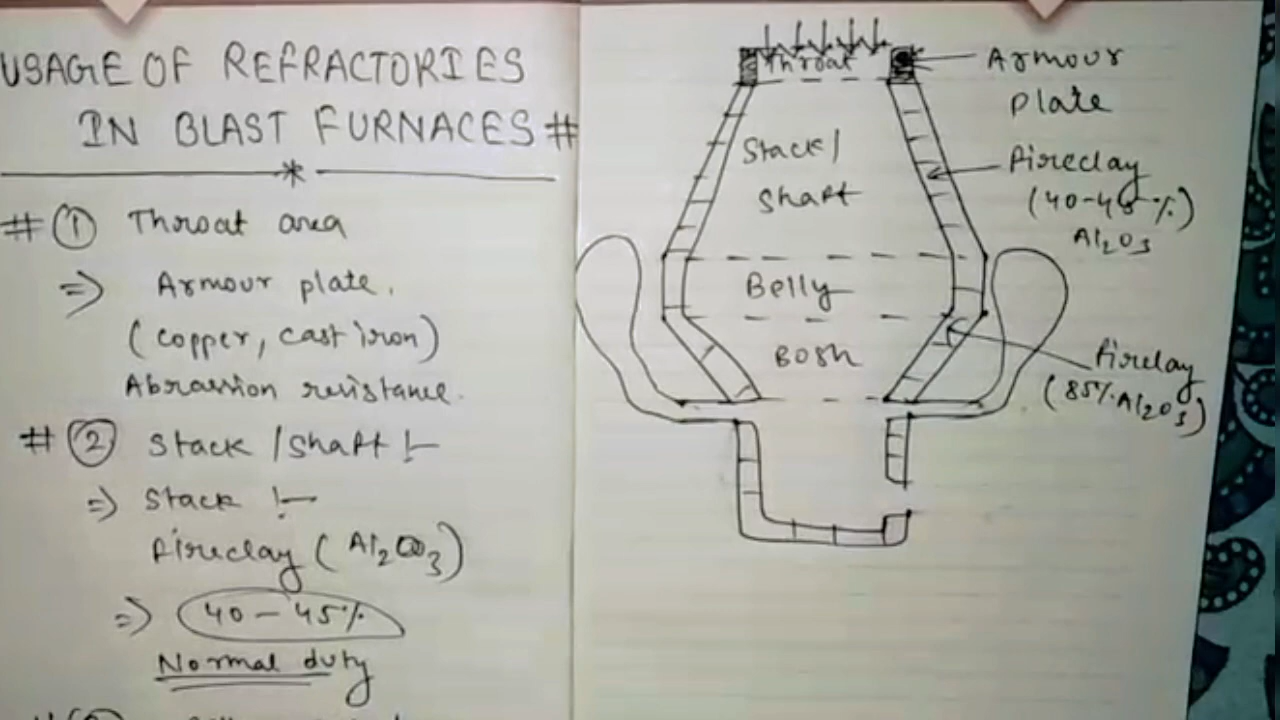 USAGE OF REFRACTORIES
IN BLAST FURNACES #
# ① Throat area
⇒ Armour plate.
(copper, cast iron)
Abrassion resistance.
# ② Stack / shaft :-
⇒ Stack :-
Fireclay (Al2O3)
⇒ 40 - 45%
Normal duty
Throat
Stack /
shaft
Belly
Bosh
Armour
plate
Fireclay
(40-45 %)
Al2O3
Fireclay
(85% Al2O3)